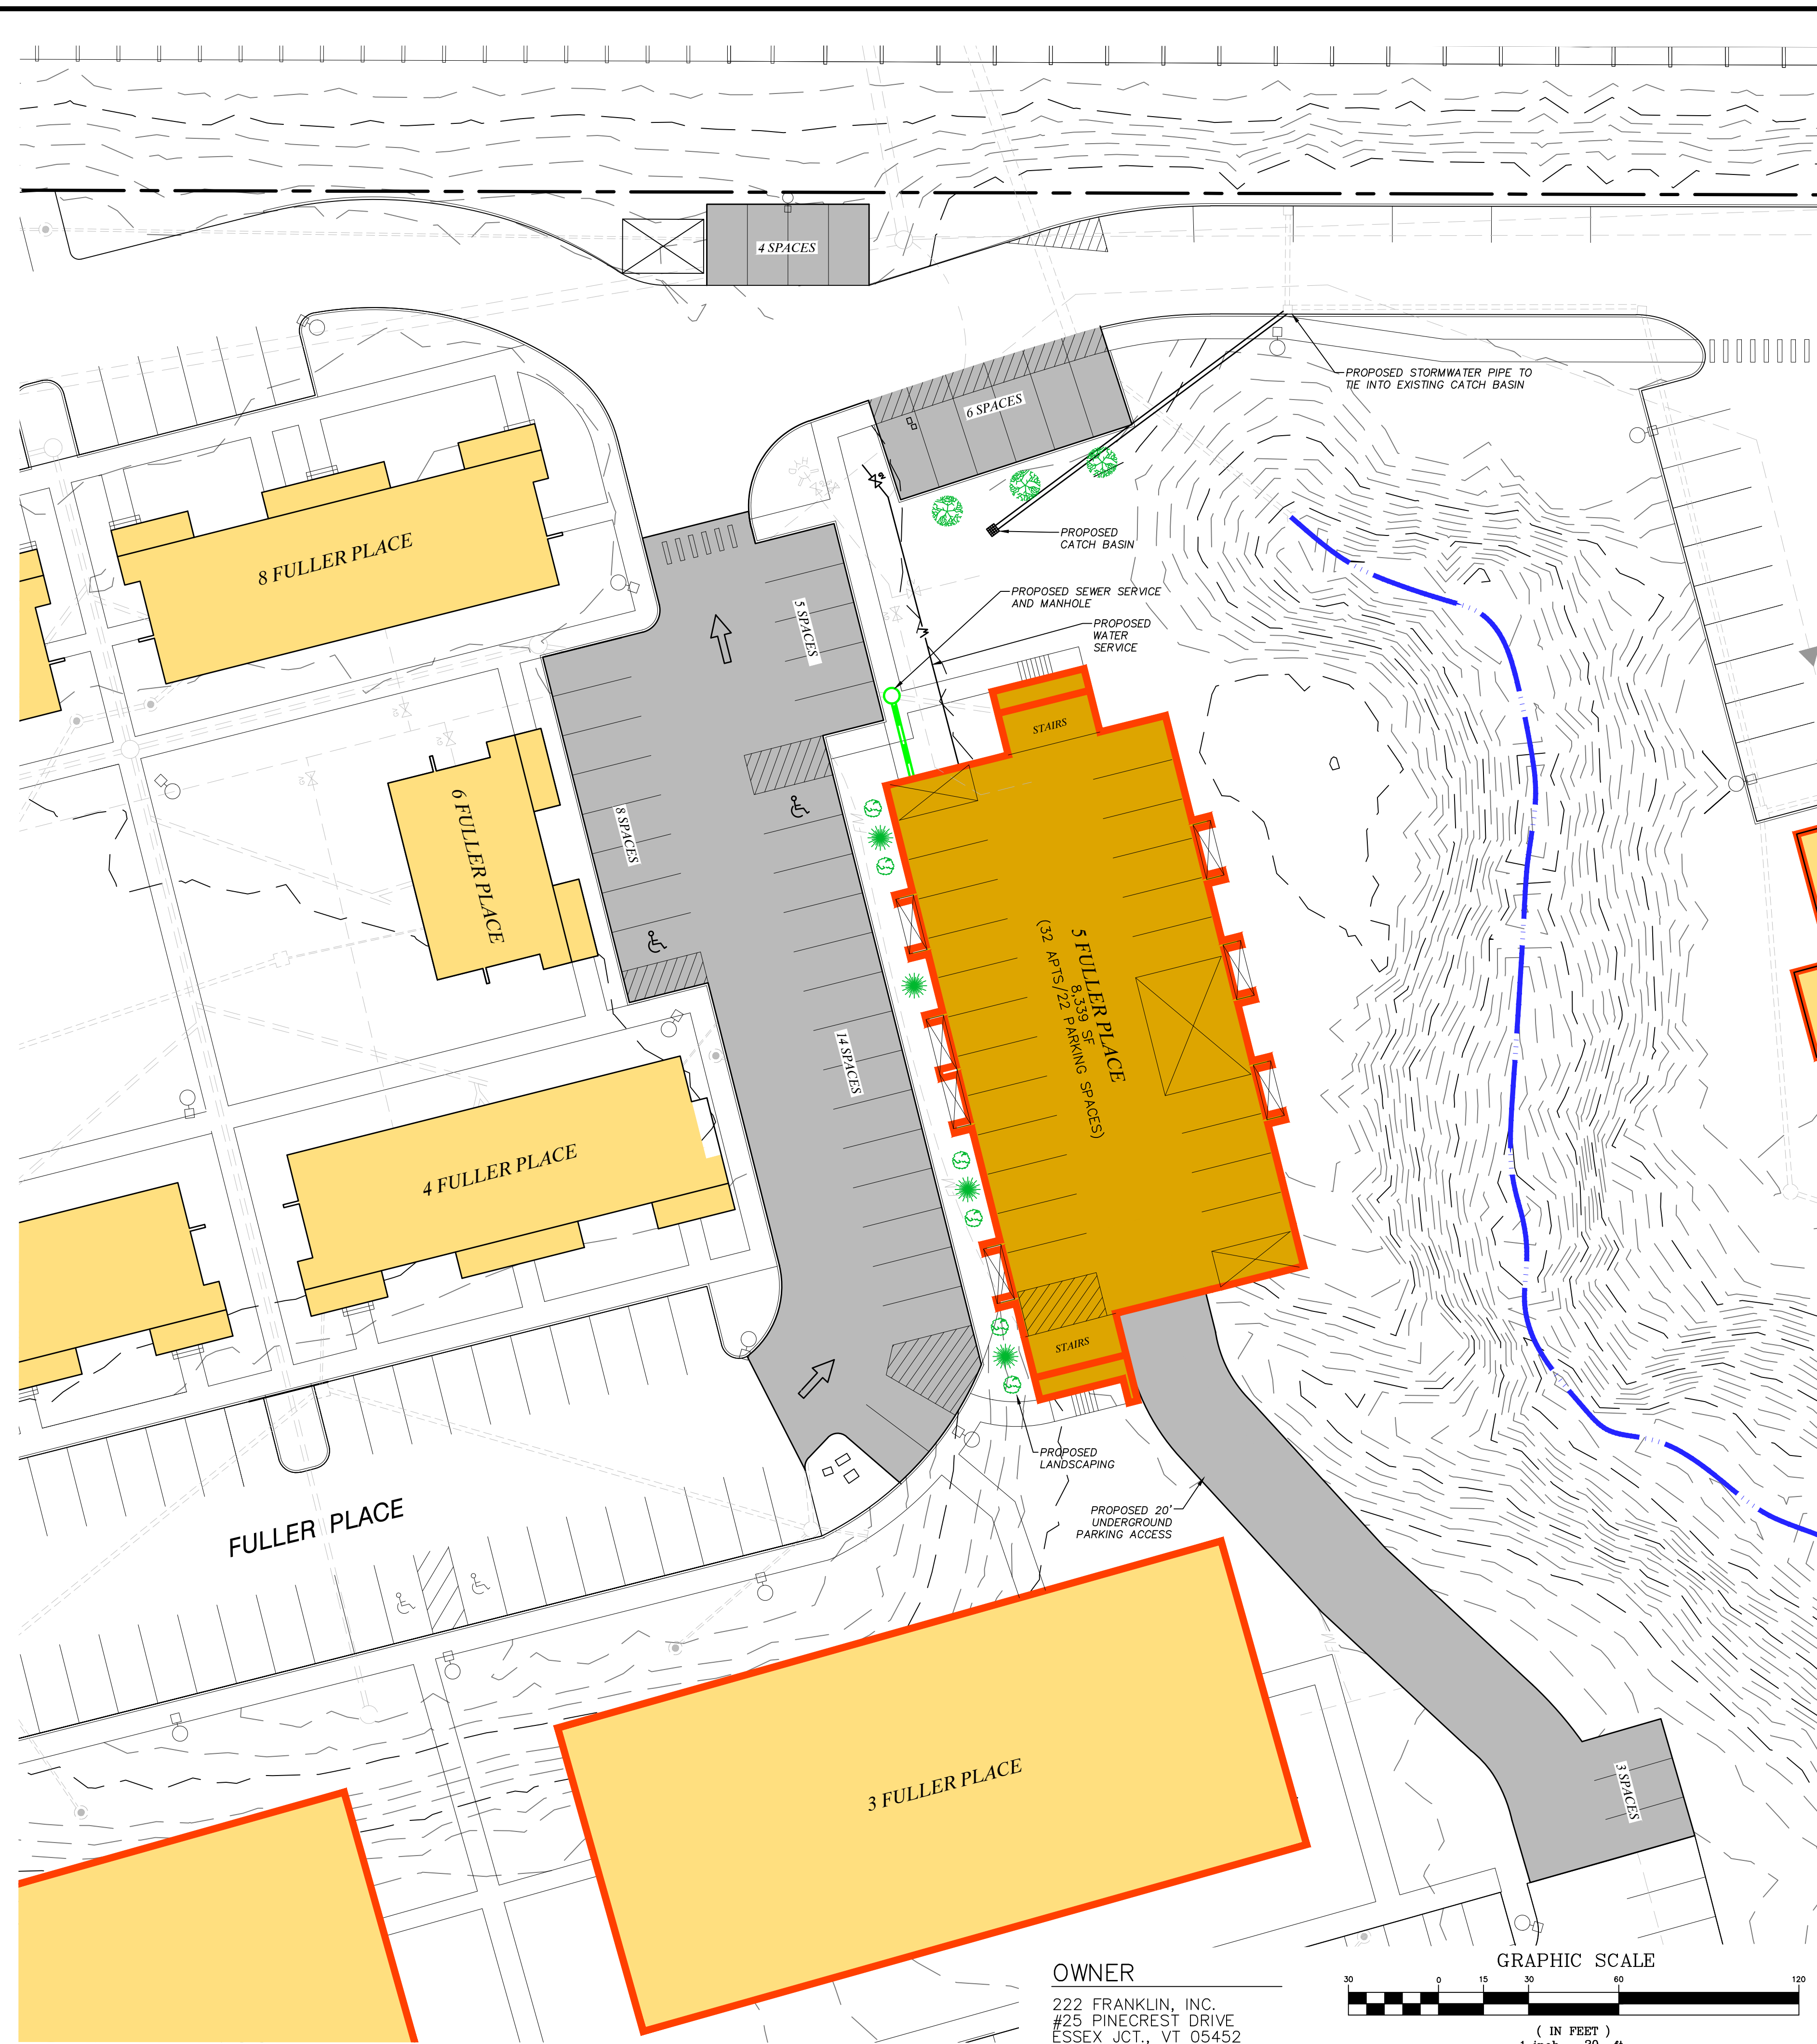 4 SPACES
6 SPACES
PROPOSED STORMWATER PIPE TO
TIE INTO EXISTING CATCH BASIN
PROPOSED
CATCH BASIN
8 FULLER PLACE
5 SPACES
PROPOSED SEWER SERVICE
AND MANHOLE
PROPOSED
WATER
SERVICE
STAIRS
6 FULLER PLACE
8 SPACES
5 FULLER PLACE
8,339 SF
(32 APTS/22 PARKING SPACES)
14 SPACES
4 FULLER PLACE
STAIRS
PROPOSED
LANDSCAPING
PROPOSED 20'
UNDERGROUND
PARKING ACCESS
FULLER PLACE
3 FULLER PLACE
3 SPACES
OWNER
222 FRANKLIN, INC.
#25 PINECREST DRIVE
ESSEX JCT., VT 05452
GRAPHIC SCALE
30 0 15 30 60 120
( IN FEET )